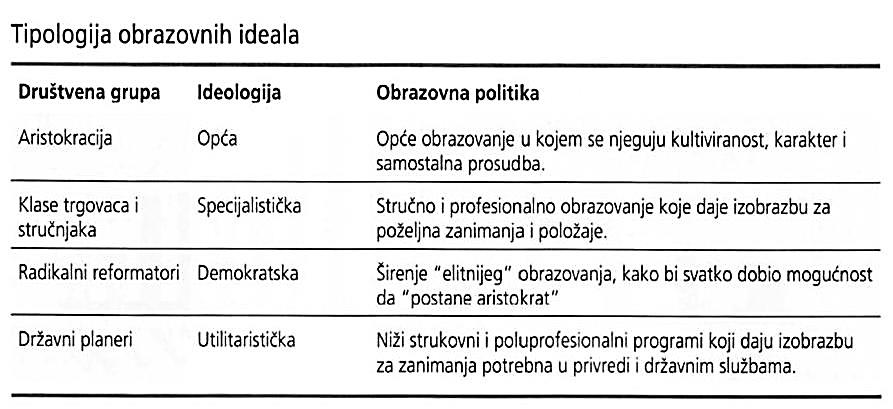 Tipologija obrazovnih ideala
Društvena grupa Ideologija Obrazovna politika
Aristokracija Opća Opće obrazovanje u kojem se njeguju kultiviranost, karakter i
samostalna prosudba.
Klase trgovaca i Specijalistička Stručno i profesionalno obrazovanje koje daje izobrazbu za
stručnjaka poželjna zanimanja i položaje.
Radikalni reformatori Demokratska Širenje “elitnijeg” obrazovanja, kako bi svatko dobio mogućnost
da “postane aristokrat”
Državni planeri Utilitaristička Niži strukovni i poluprofesionalni programi koji daju izobrazbu
za zanimanja potrebna u privredi i državnim službama.